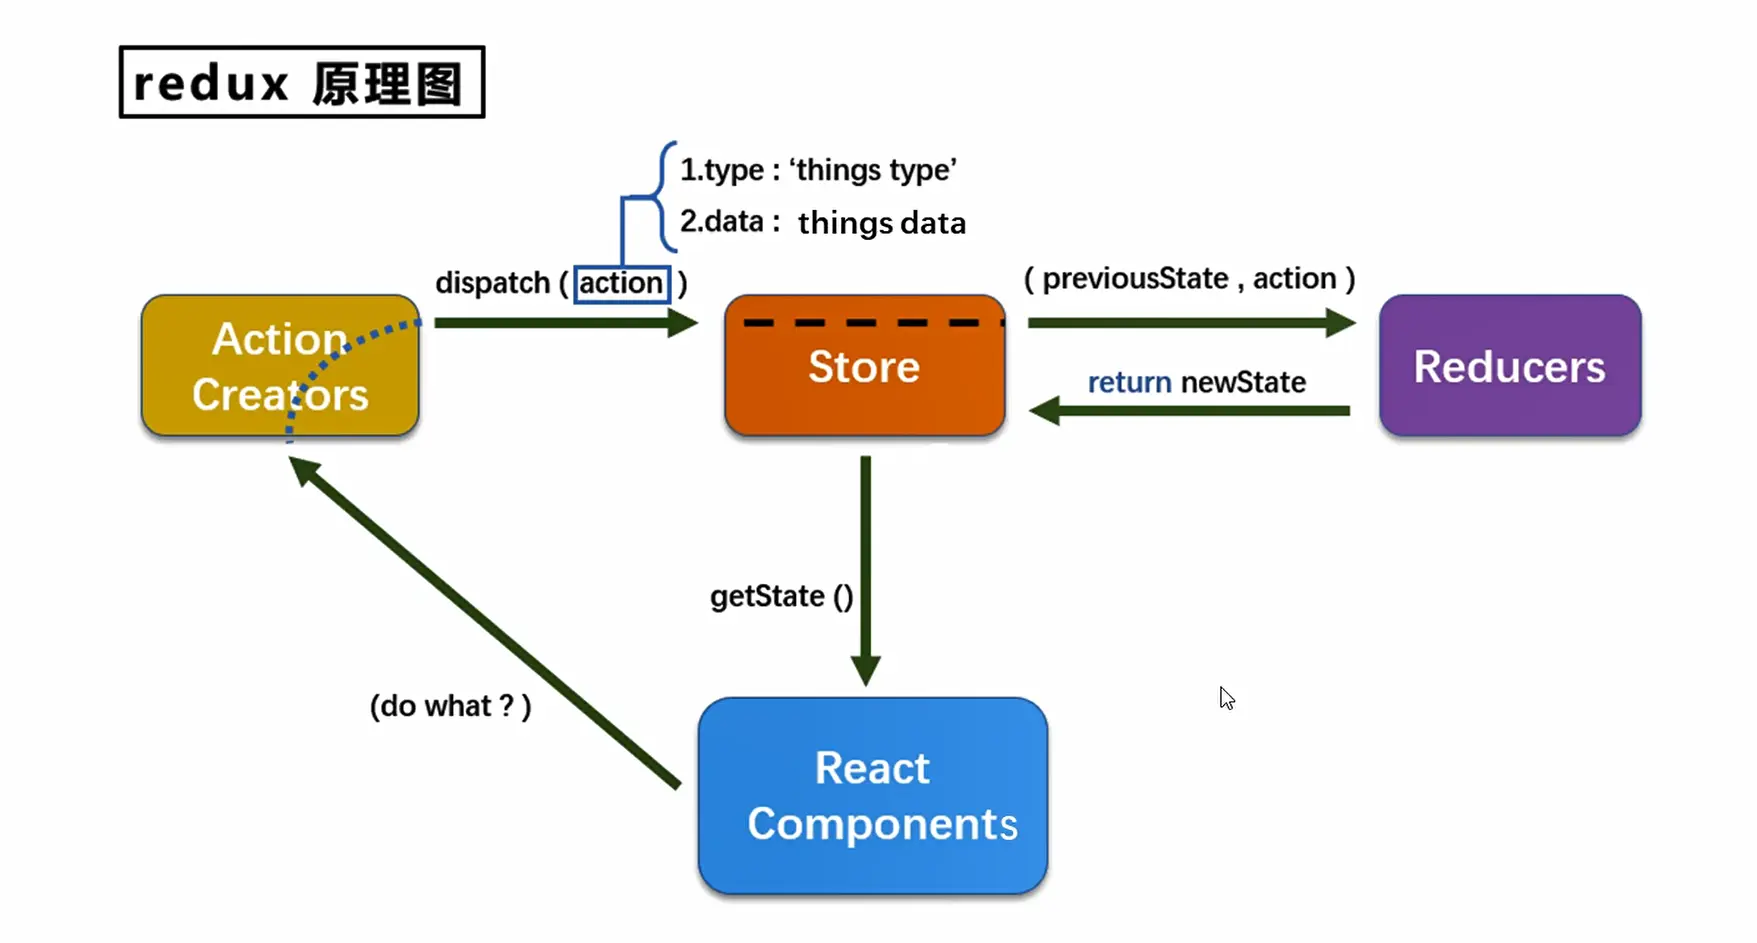 redux 原理图
1.type : ‘things type’
2.data : things data
dispatch ( action )
( previousState , action )
Action
Creators
Store
return newState
Reducers
getState ()
(do what ? )
React
Components